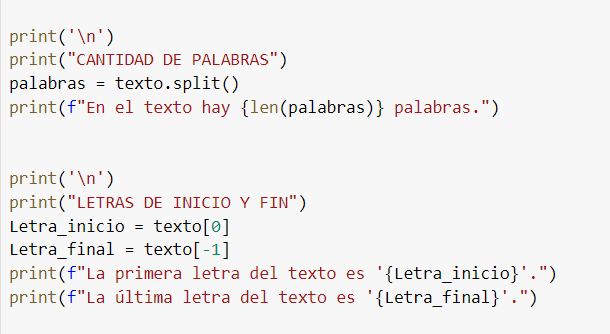 print('\n')
print("CANTIDAD DE PALABRAS")
palabras = texto.split()
print(f"En el texto hay {len(palabras)} palabras.")
print('\n')
print("LETRAS DE INICIO Y FIN")
Letra_inicio = texto[0]
Letra_final = texto[-1]
print(f"La primera letra del texto es '{Letra_inicio}'.")
print(f"La última letra del texto es '{Letra_final}'.")